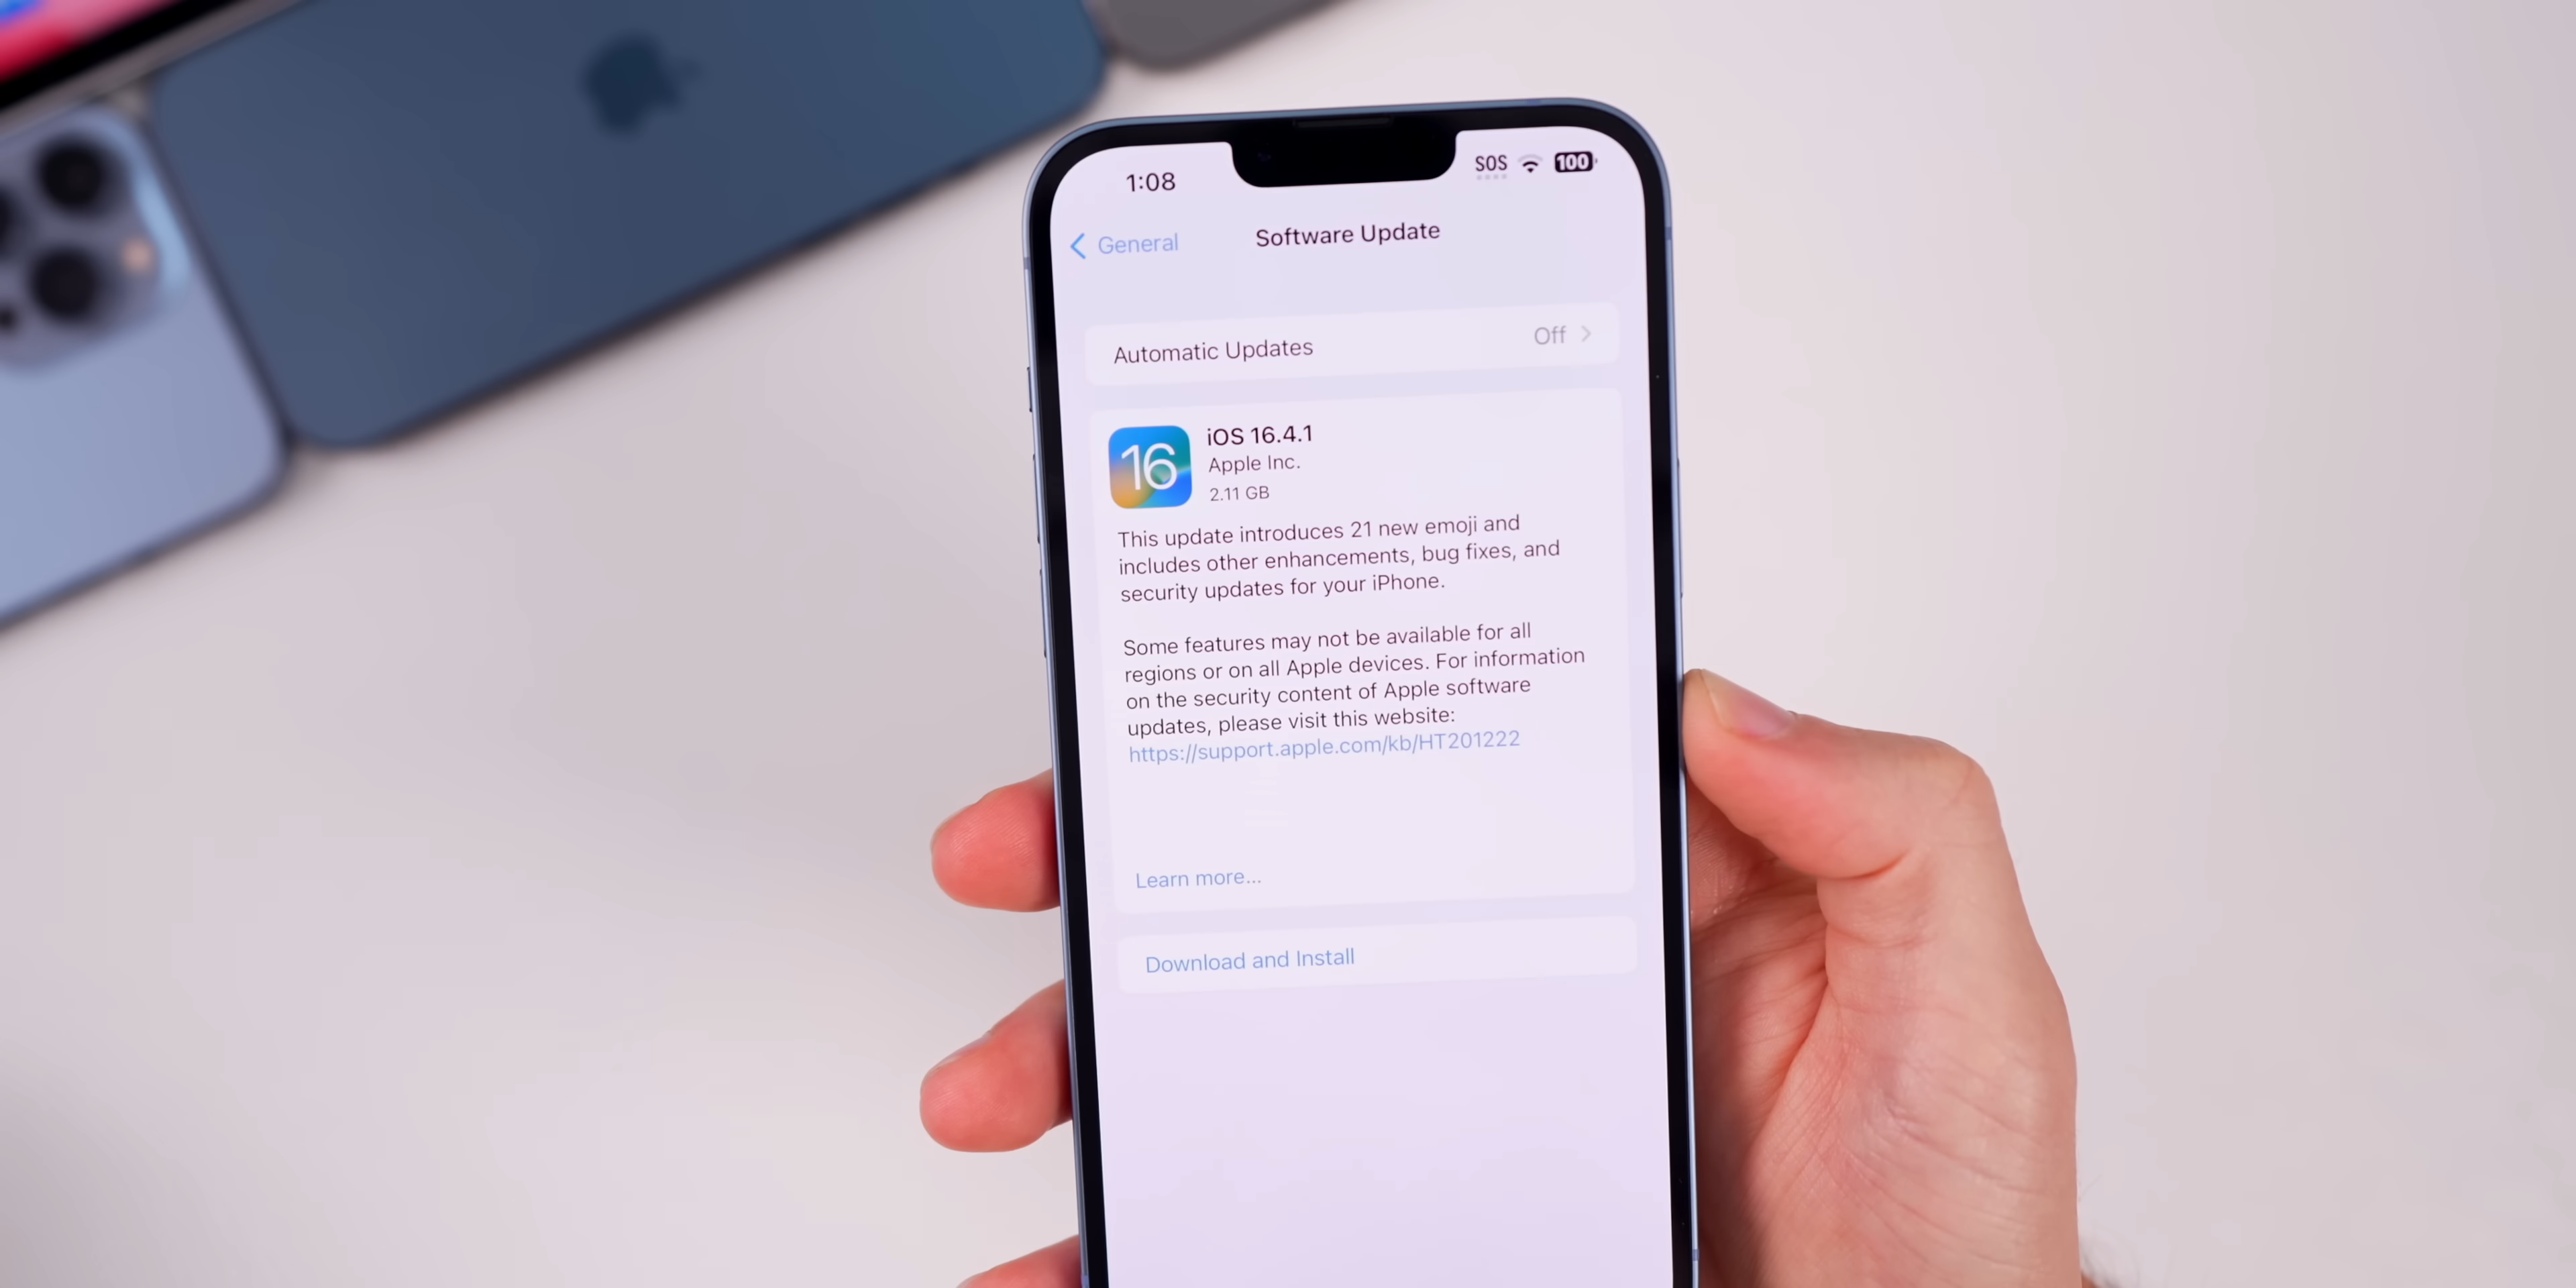 1:08
SOS
100
General
Software Update
Automatic Updates
Off
16
iOS 16.4.1
Apple Inc.
2.11 GB
This update introduces 21 new emoji and
includes other enhancements, bug fixes, and
security updates for your iPhone.
Some features may not be available for all
regions or on all Apple devices. For information
on the security content of Apple software
updates, please visit this website:
https://support.apple.com/kb/HT201222
Learn more...
Download and Install